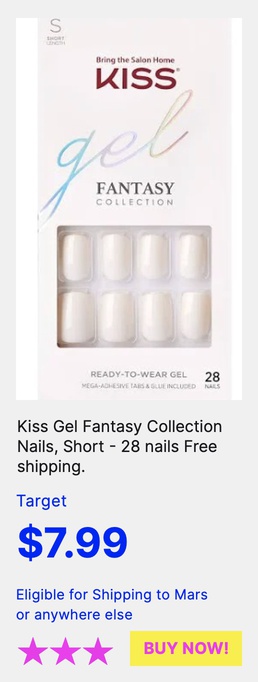 S
SHORT
LENGTH
Bring the Salon Home
KISS®
gel
FANTASY
COLLECTION
READY-TO-WEAR GEL
MEGA-ADHESIVE TABS & GLUE INCLUDED
28
NAILS
Kiss Gel Fantasy Collection
Nails, Short - 28 nails Free
shipping.
Target
$7.99
Eligible for Shipping to Mars
or anywhere else
BUY NOW!